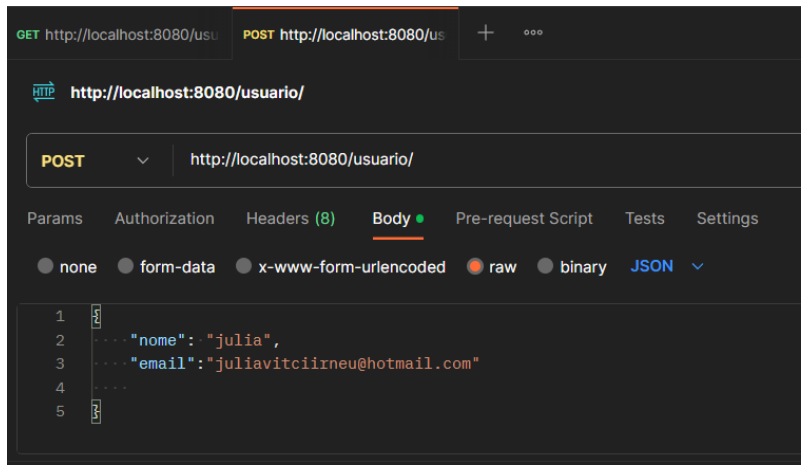 GET http://localhost:8080/usu POST http://localhost:8080/us + ooo
HTTP http://localhost:8080/usuario/
POST http://localhost:8080/usuario/
Params Authorization Headers (8) Body Pre-request Script Tests Settings
none form-data x-www-form-urlencoded raw binary JSON
1 {
2 "nome": "julia",
3 "email":"juliavitciirneu@hotmail.com"
4
5 }